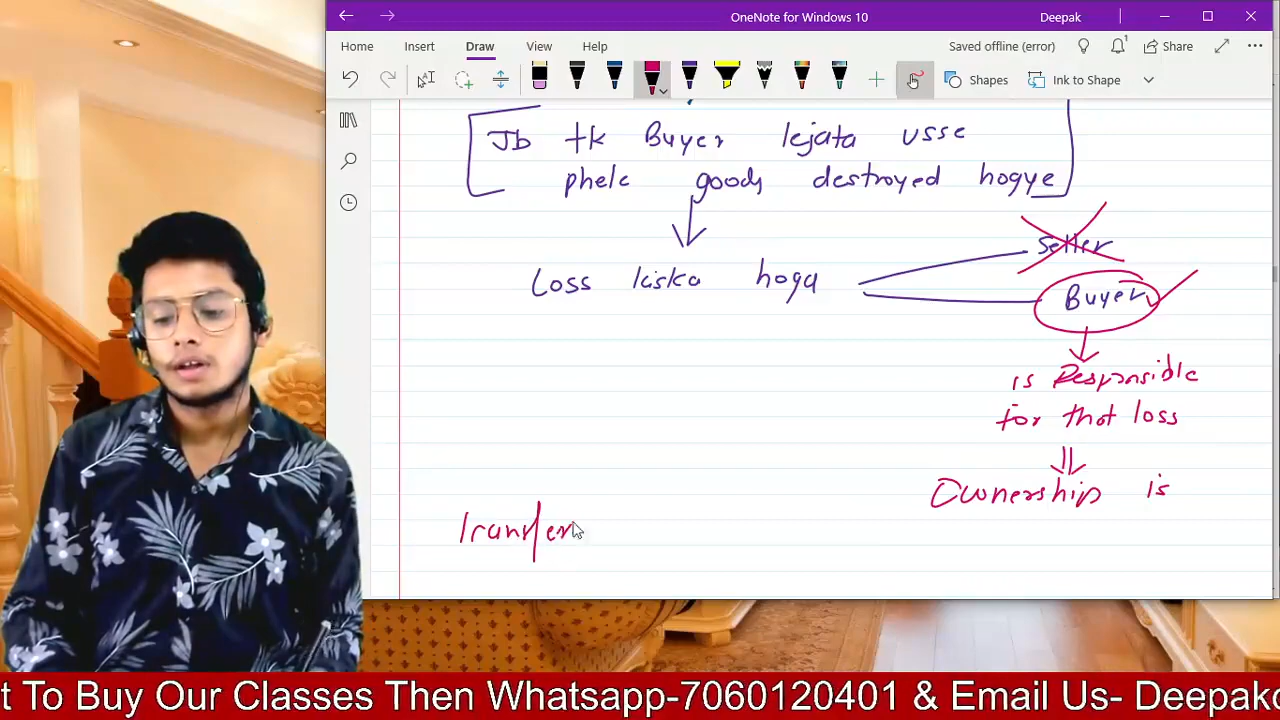 OneNote for Windows 10
Deepak
Home Insert Draw View Help
Saved offline (error)
Share
Shapes
Ink to Shape
Jb tk Buyer lejata usse
phele goods destroyed hogye
Seller
Loss kiska hoga
Buyer
is Responsible
for that loss
Ownership is
Transfer
t To Buy Our Classes Then Whatsapp-7060120401 & Email Us- Deepako